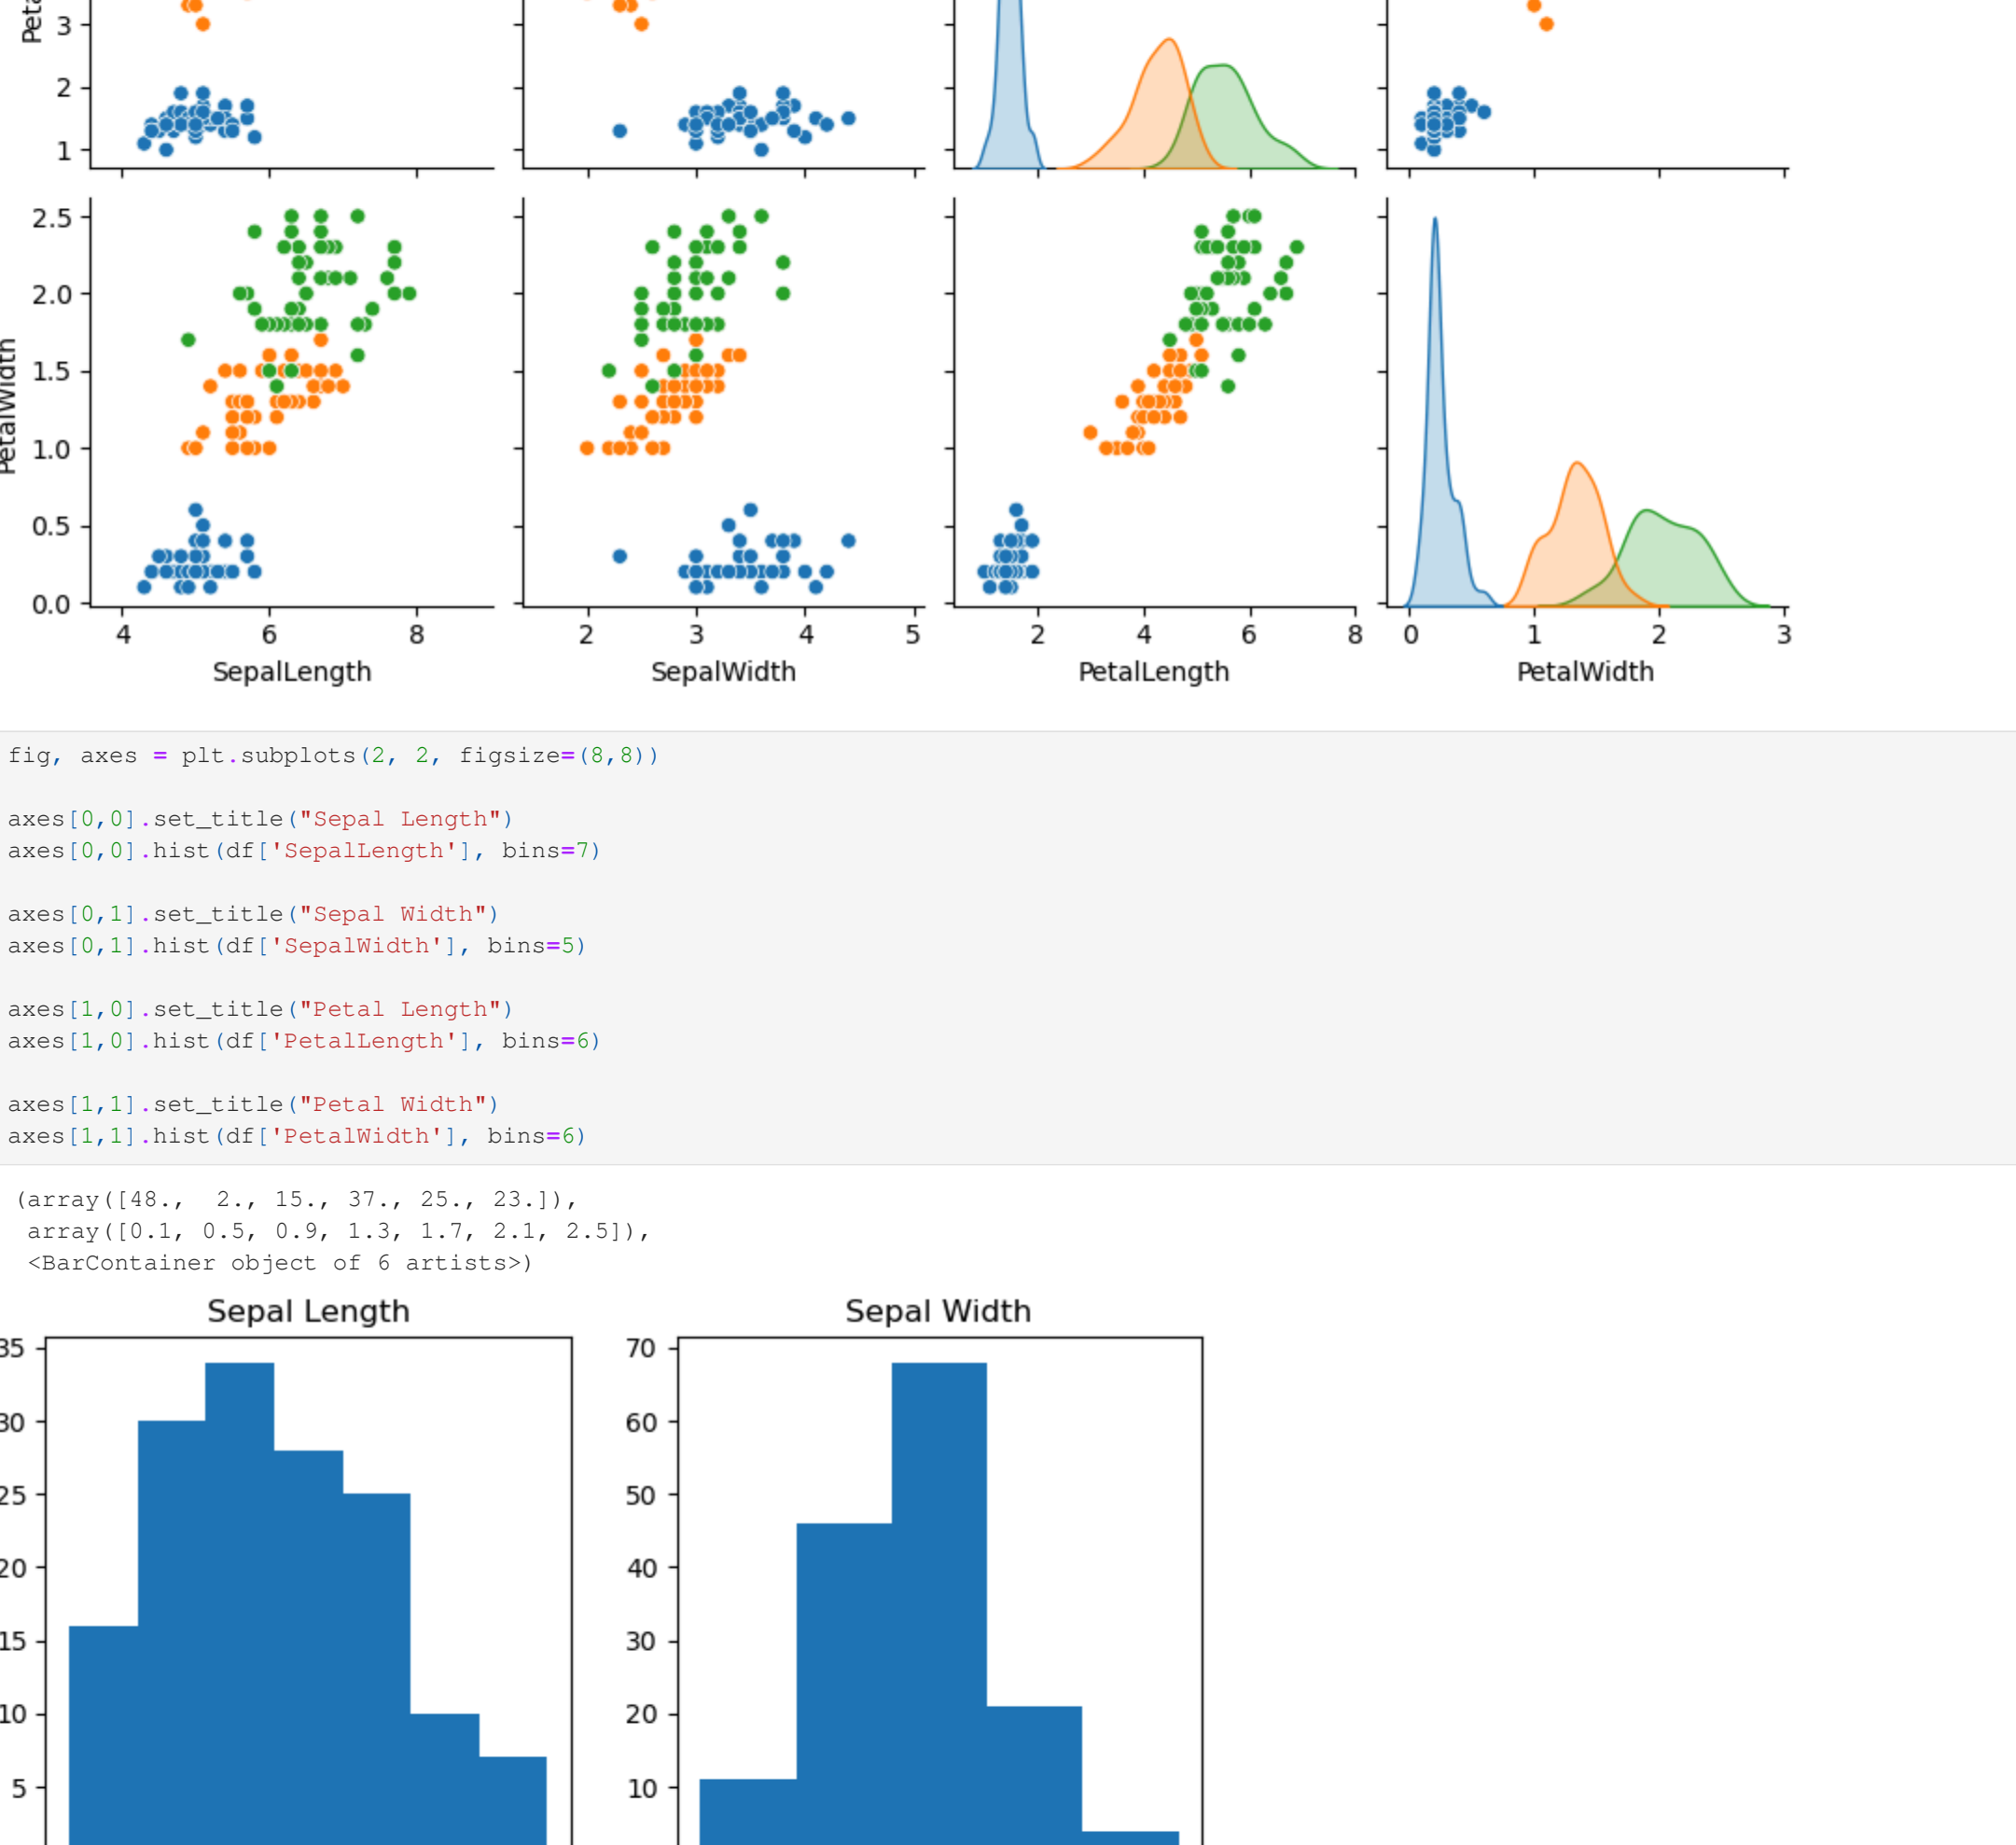 Peta
3
2
1
2 4 6 8
2.5
2.0
1.5
1.0
0.5
0.0
PetalWidth
4 6 8 2 3 4 5 2 4 6 8 0 1 2 3
SepalLength SepalWidth PetalLength PetalWidth
fig, axes = plt.subplots(2, 2, figsize=(8,8))
axes[0,0].set_title("Sepal Length")
axes[0,0].hist(df['SepalLength'], bins=7)
axes[0,1].set_title("Sepal Width")
axes[0,1].hist(df['SepalWidth'], bins=5)
axes[1,0].set_title("Petal Length")
axes[1,0].hist(df['PetalLength'], bins=6)
axes[1,1].set_title("Petal Width")
axes[1,1].hist(df['PetalWidth'], bins=6)
(array([48.,  2., 15., 37., 25., 23.]),
array([0.1, 0.5, 0.9, 1.3, 1.7, 2.1, 2.5]),
<BarContainer object of 6 artists>)
Sepal Length Sepal Width
35 70
30 60
25 50
20 40
15 30
10 20
5 10